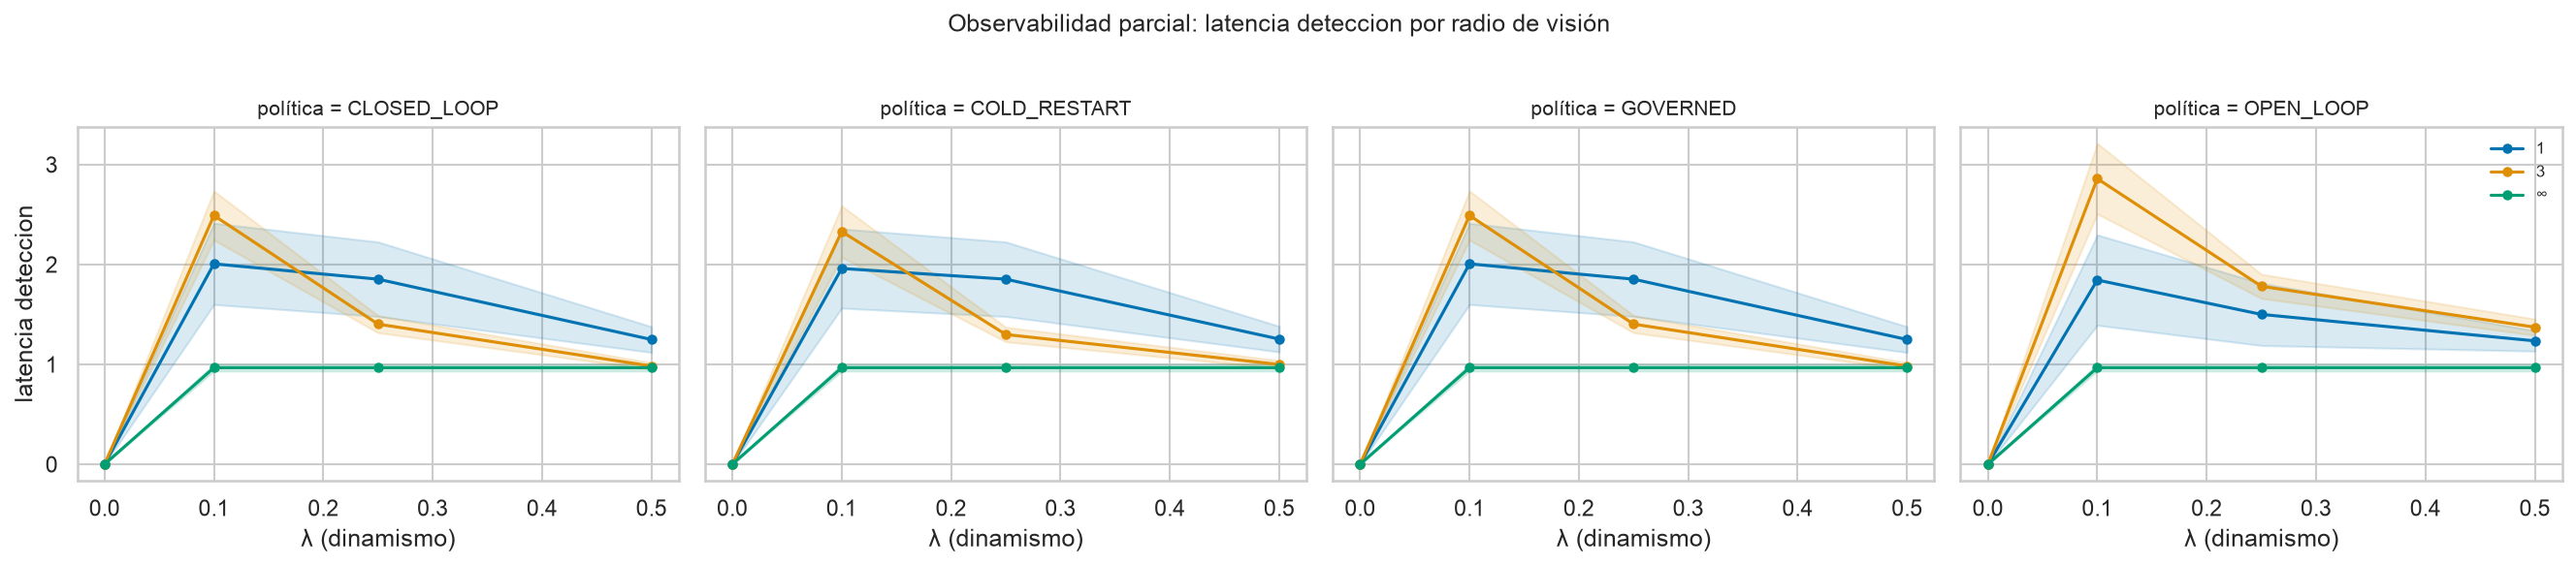 Observabilidad parcial: latencia deteccion por radio de visión
política = CLOSED_LOOP
política = COLD_RESTART
política = GOVERNED
política = OPEN_LOOP
latencia deteccion
3
2
1
0
1
3
∞
0.0 0.1 0.2 0.3 0.4 0.5
λ (dinamismo)
0.0 0.1 0.2 0.3 0.4 0.5
λ (dinamismo)
0.0 0.1 0.2 0.3 0.4 0.5
λ (dinamismo)
0.0 0.1 0.2 0.3 0.4 0.5
λ (dinamismo)